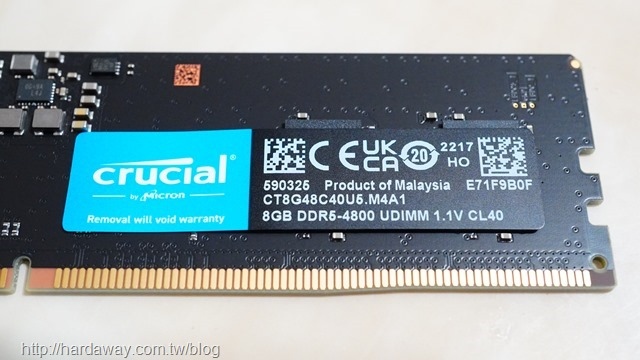 crucial®
by Micron
Removal will void warranty
CE UK CA 20 2217
HO
590325 Product of Malaysia E71F9B0F
CT8G48C40U5.M4A1
8GB DDR5-4800 UDIMM 1.1V CL40
http://hardaway.com.tw/blog